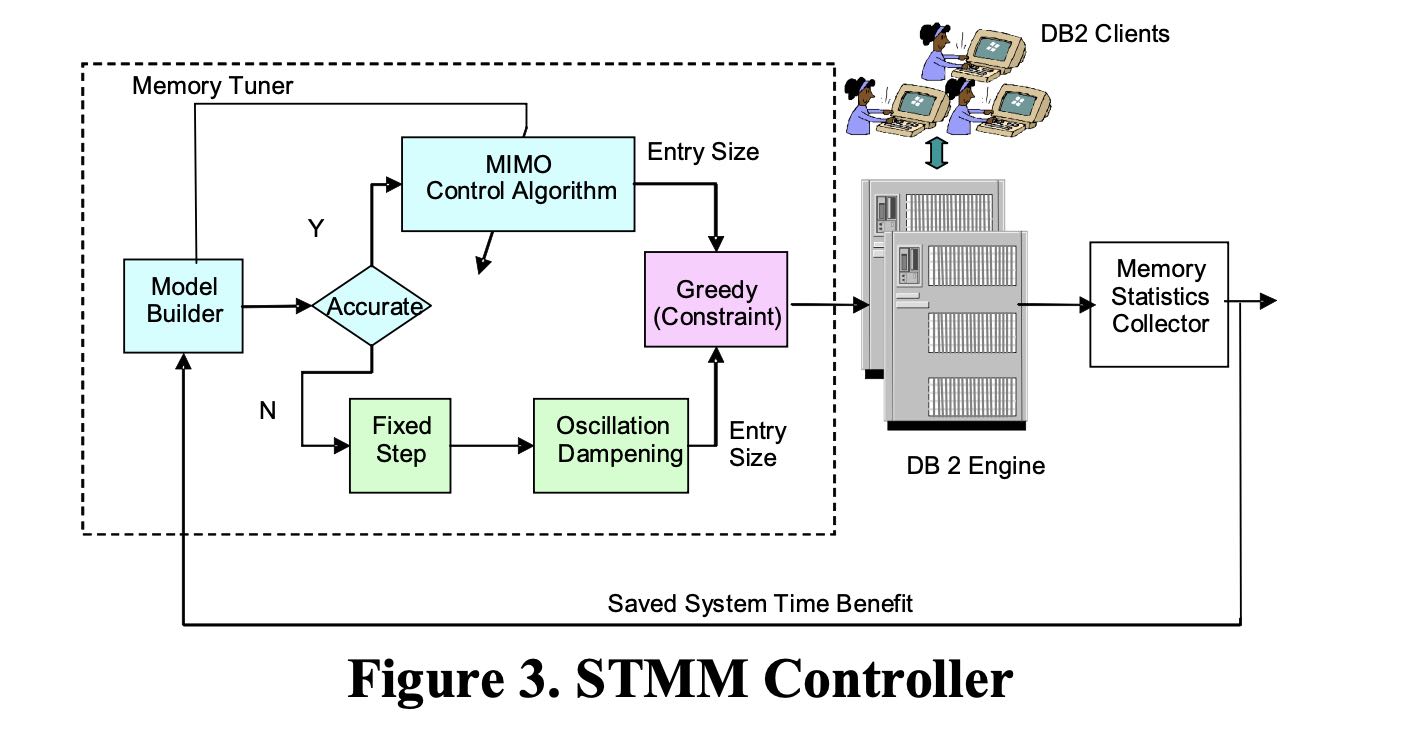 DB2 Clients
Memory Tuner
MIMO
Control Algorithm
Entry Size
Y
Model
Builder
Accurate
Greedy
(Constraint)
Memory
Statistics
Collector
N
Fixed
Step
Oscillation
Dampening
Entry
Size
DB 2 Engine
Saved System Time Benefit
Figure 3. STMM Controller